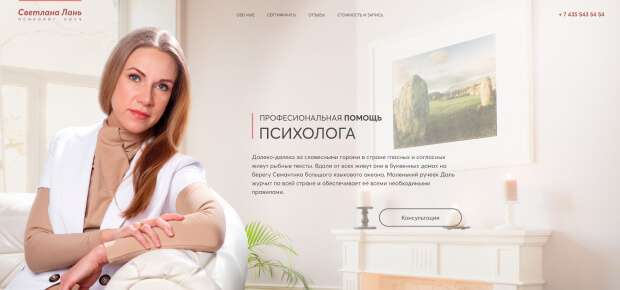 Светлана Лань
психолог, коуч
ОБО МНЕ СЕРТИФИКАТЫ ОТЗЫВЫ СТОИМОСТЬ И ЗАПИСЬ
+ 7 435 543 54 54
ПРОФЕСИОНАЛЬНАЯ ПОМОЩЬ
ПСИХОЛОГА
Далеко-далеко за словесными горами в стране гласных и согласных
живут рыбные тексты. Вдали от всех живут они в буквенных домах на
берегу Семантика большого языкового океана. Маленький ручеек Даль
журчит по всей стране и обеспечивает ее всеми необходимыми
правилами.
Консультация